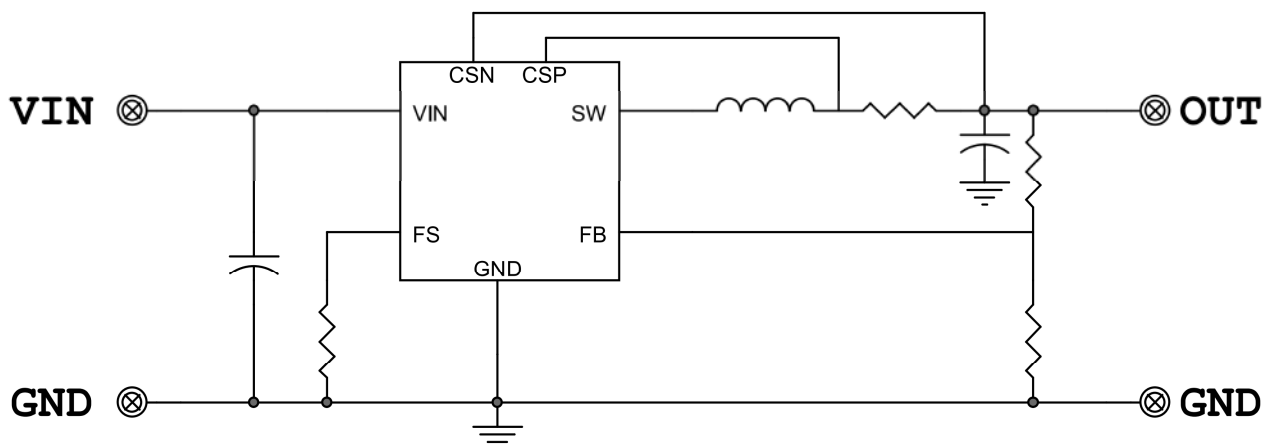 CSN CSP
VIN VIN SW OUT
FS FB
GND
GND GND